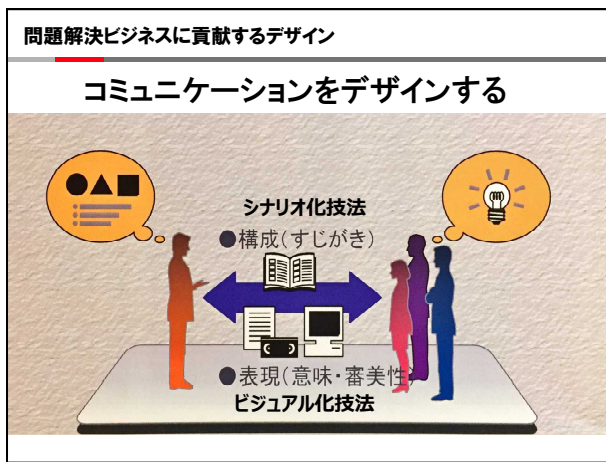 問題解決ビジネスに貢献するデザイン
コミュニケーションをデザインする
シナリオ化技法
●構成(すじがき)
●表現(意味・審美性)
ビジュアル化技法